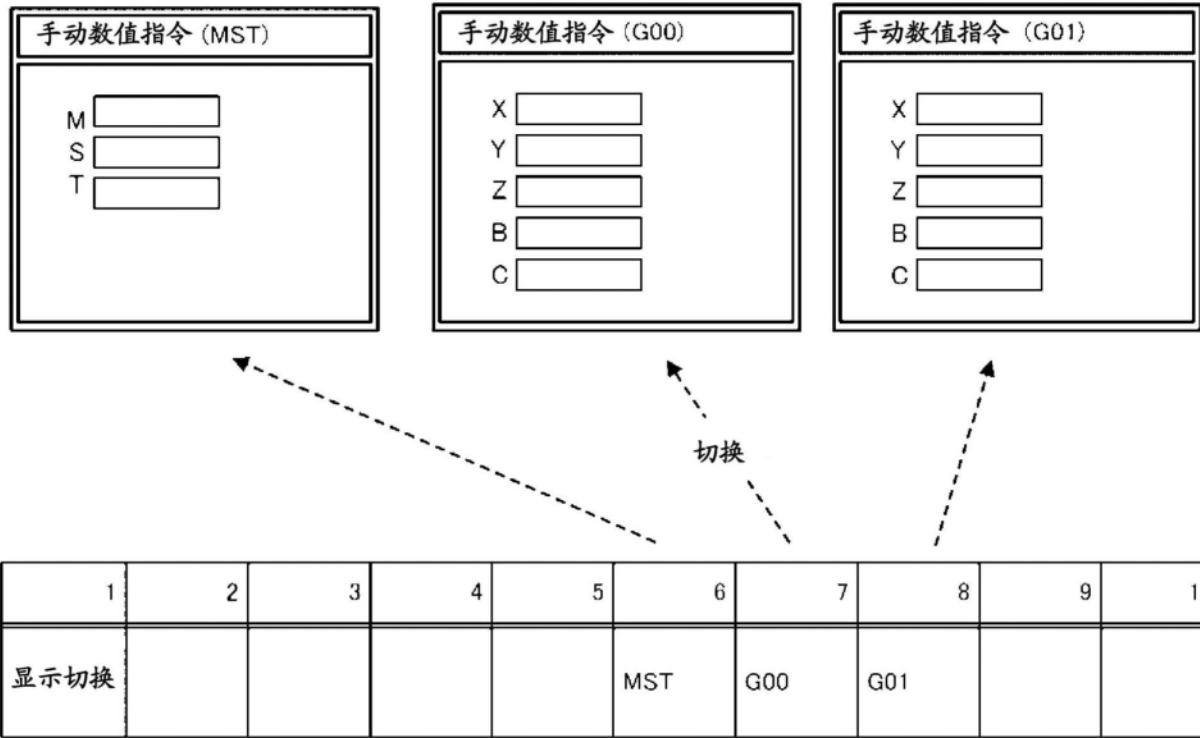 手动数值指令 (MST)
M
S
T
手动数值指令 (G00)
X
Y
Z
B
C
手动数值指令 (G01)
X
Y
Z
B
C
切换
1 2 3 4 5 6 7 8 9 1
显示切换 MST G00 G01